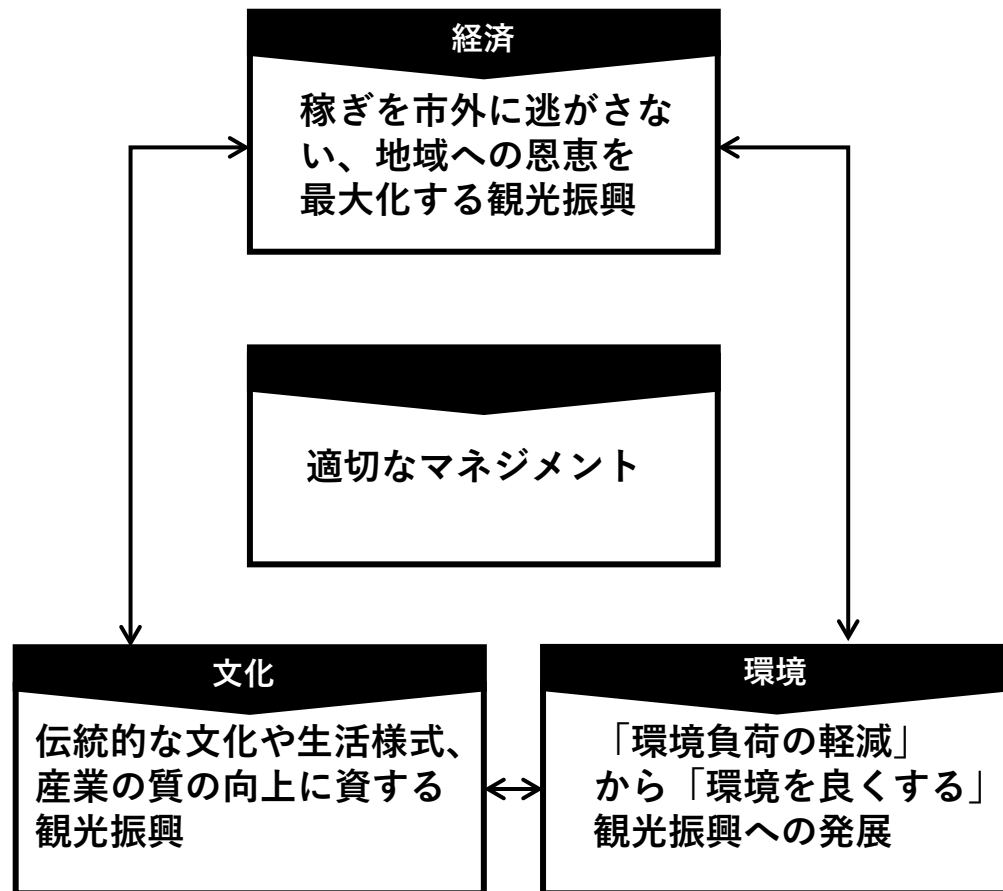 経済
稼ぎを市外に逃がさな
い、地域への恩恵を
最大化する観光振興
適切なマネジメント
文化
伝統的な文化や生活様式、
産業の質の向上に資する
観光振興
環境
「環境負荷の軽減」
から「環境を良くする」
観光振興への発展